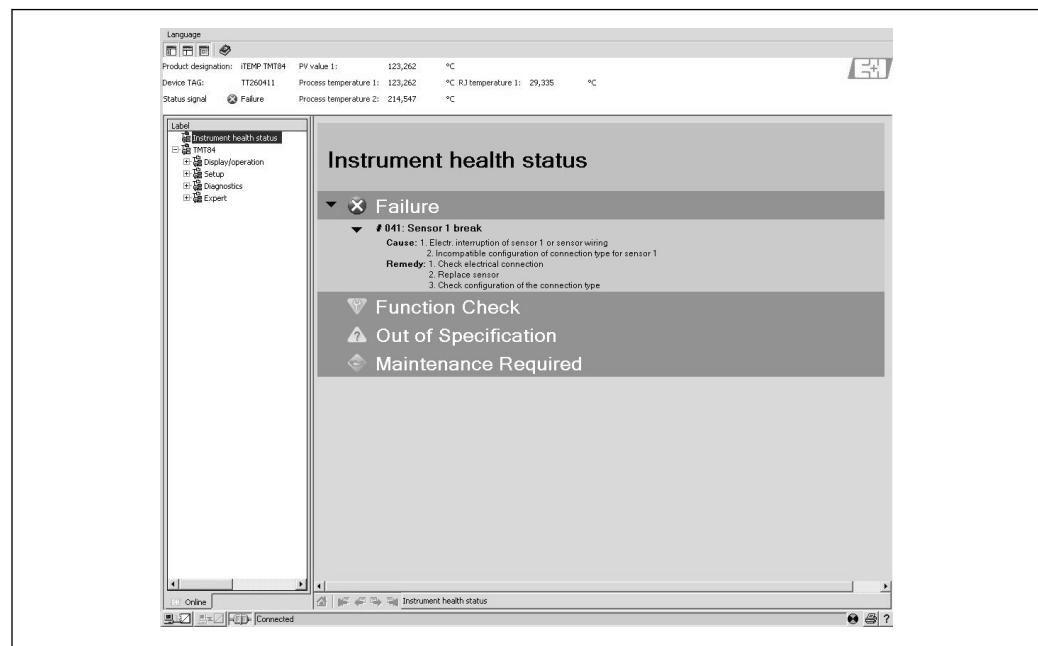 Language
Product designation: iTEMP TMT84 PV value 1: 123,262 °C
Device TAG: TT260411 Process temperature 1: 123,262 °C RJ temperature 1: 29,335 °C
Status signal Failure Process temperature 2: 214,547 °C
E+H
Label
Instrument health status
TMT84
Display/operation
Setup
Diagnostics
Expert
Instrument health status
Failure
# 041: Sensor 1 break
Cause: 1. Electr. interruption of sensor 1 or sensor wiring
2. Incompatible configuration of connection type for sensor 1
Remedy: 1. Check electrical connection
2. Replace sensor
3. Check configuration of the connection type
Function Check
Out of Specification
Maintenance Required
Online
Instrument health status
Connected
?